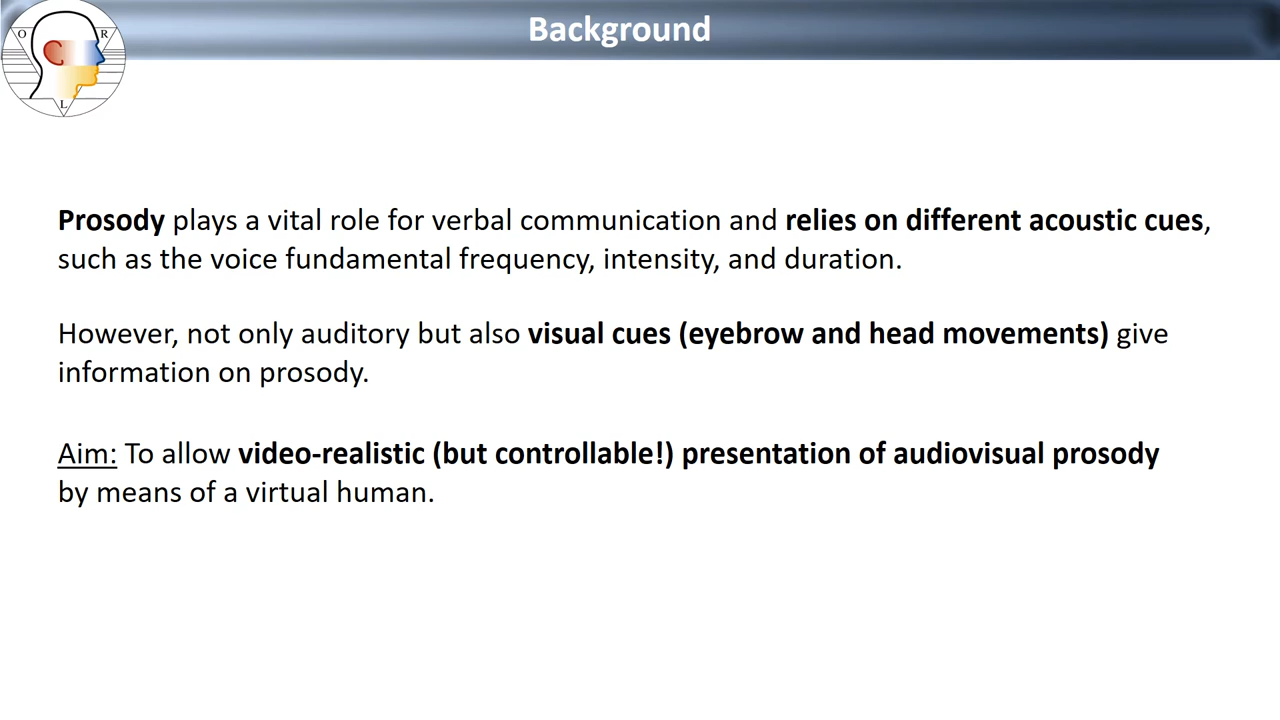 Background
O R
L
Prosody plays a vital role for verbal communication and relies on different acoustic cues,
such as the voice fundamental frequency, intensity, and duration.
However, not only auditory but also visual cues (eyebrow and head movements) give
information on prosody.
Aim: To allow video-realistic (but controllable!) presentation of audiovisual prosody
by means of a virtual human.